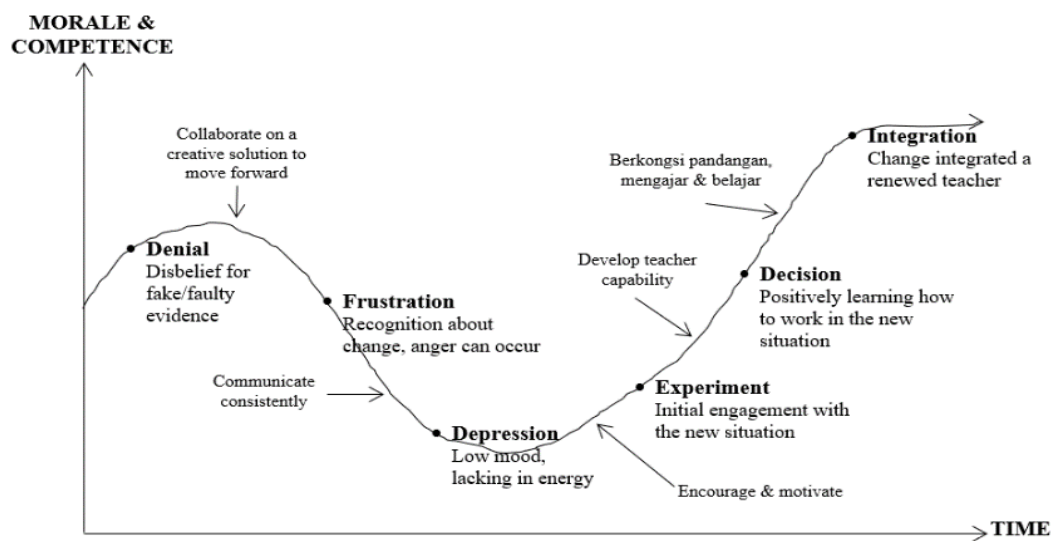 MORALE &
COMPETENCE
Collaborate on a
creative solution to
move forward
Denial
Disbelief for
fake/faulty
evidence
Frustration
Recognition about
change, anger can occur
Communicate
consistently
Depression
Low mood,
lacking in energy
Encourage & motivate
Experiment
Initial engagement with
the new situation
Develop teacher
capability
Decision
Positively learning how
to work in the new
situation
Berkongsi pandangan,
mengajar & belajar
Integration
Change integrated a
renewed teacher
TIME